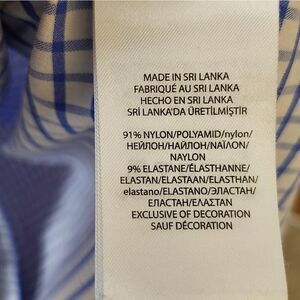 MADE IN SRI LANKA
FABRIQUÉ AU SRI LANKA
HECHO EN SRI LANKA
SRİ LANKA'DA ÜRETİLMİŞTİR
91% NYLON/POLYAMID/nylon/
НЕЙЛОН/НАЙЛОН/ΝΑΪΛΟΝ/
NAYLON
9% ELASTANE/ÉLASTHANNE/
ELASTAN/ELASTAAN/ELASTHAN/
elastano/ELASTANO/ЭЛАСТАН/
ЕЛАСТАН/ΕΛΑΣΤΑΝ
EXCLUSIVE OF DECORATION
SAUF DÉCORATION